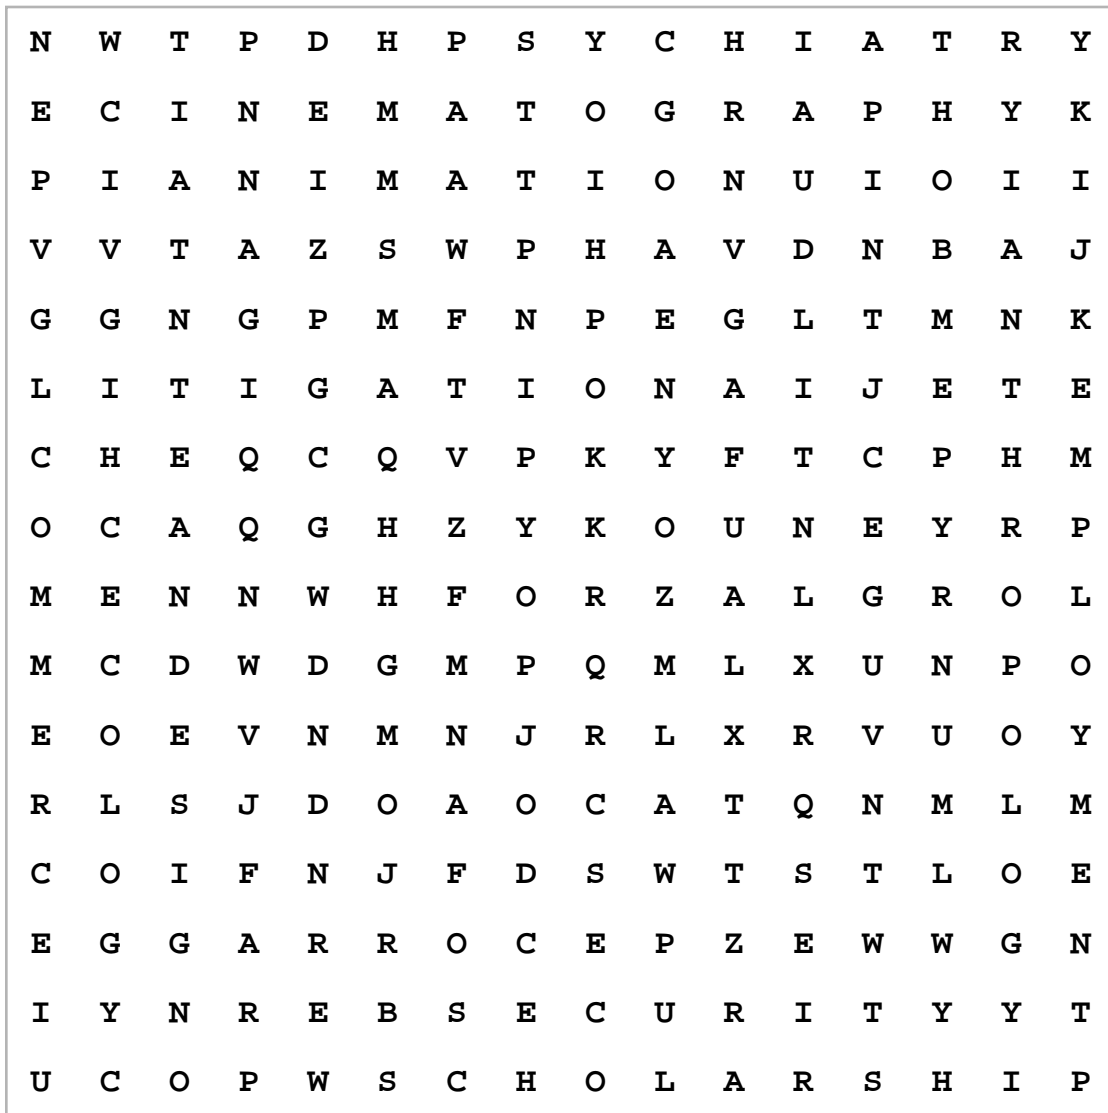 N W T P D H P S Y C H I A T R Y
E C I N E M A T O G R A P H Y K
P I A N I M A T I O N U I O I I
V V T A Z S W P H A V D N B A J
G G N G P M F N P E G L T M N K
L I T I G A T I O N A I J E T E
C H E Q C Q V P K Y F T C P H M
O C A Q G H Z Y K O U N E Y R P
M E N N W H F O R Z A L G R O L
M C D W D G M P Q M L X U N P O
E O E V N M N J R L X R V U O Y
R L S J D O A O C A T Q N M L M
C O I F N J F D S W T S T L O E
E G G A R R O C E P Z E W W G N
I Y N R E B S E C U R I T Y Y T
U C O P W S C H O L A R S H I P